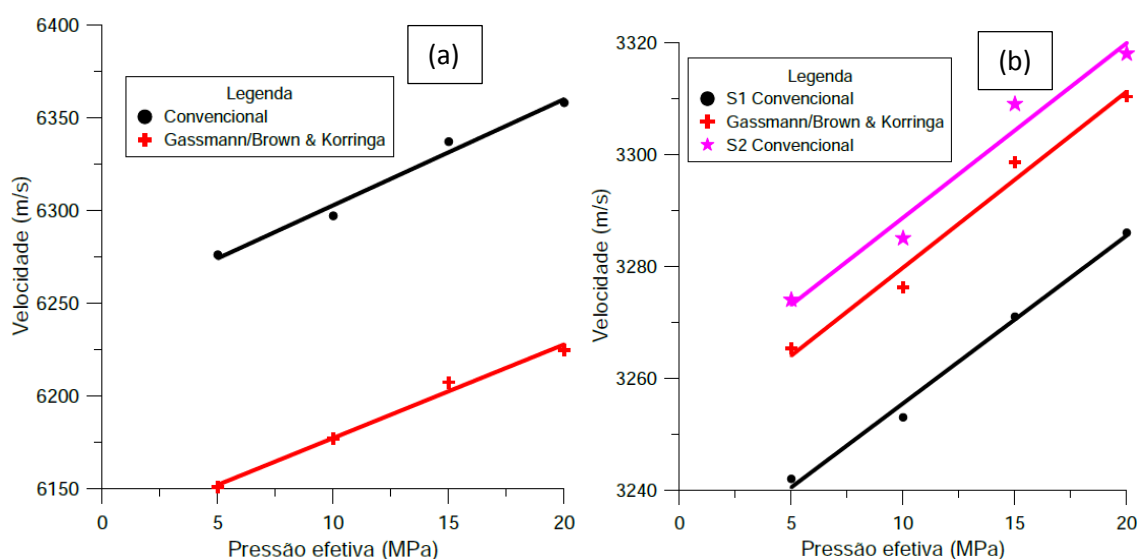 6400
6350
6300
6250
6200
6150
Velocidade (m/s)
(a)
Legenda
Convencional
Gassmann/Brown & Korringa
0
5
10
15
20
Pressão efetiva (MPa)
3320
3300
3280
3260
3240
Velocidade (m/s)
(b)
Legenda
S1 Convencional
Gassmann/Brown & Korringa
S2 Convencional
0
5
10
15
20
Pressão efetiva (MPa)